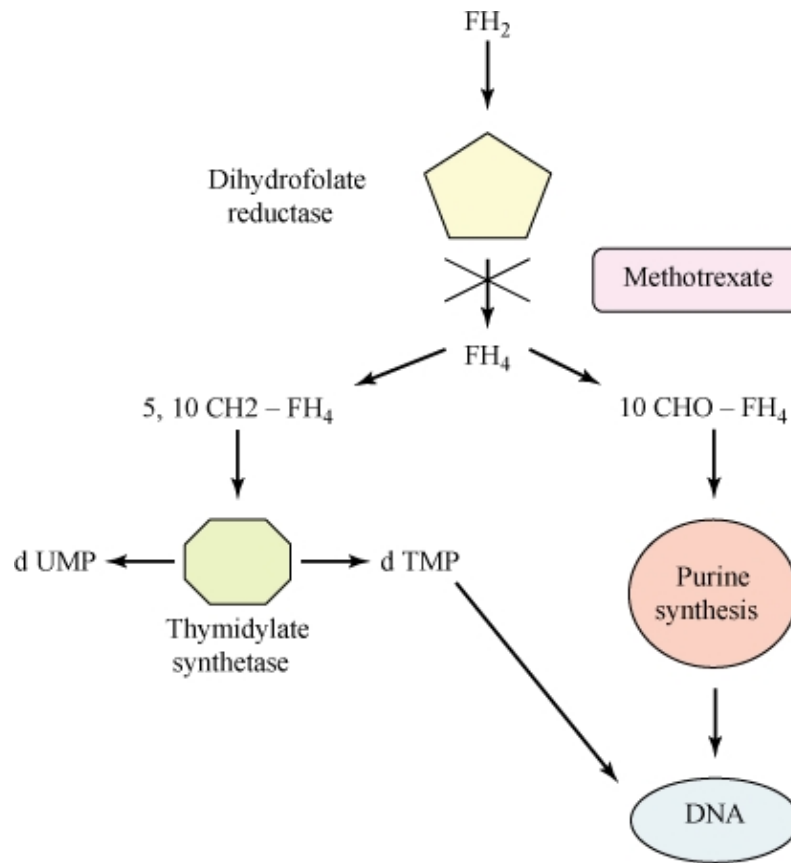 FH₂
Dihydrofolate
reductase
Methotrexate
FH₄
5, 10 CH2 – FH₄
10 CHO – FH₄
d UMP
d TMP
Thymidylate
synthetase
Purine
synthesis
DNA